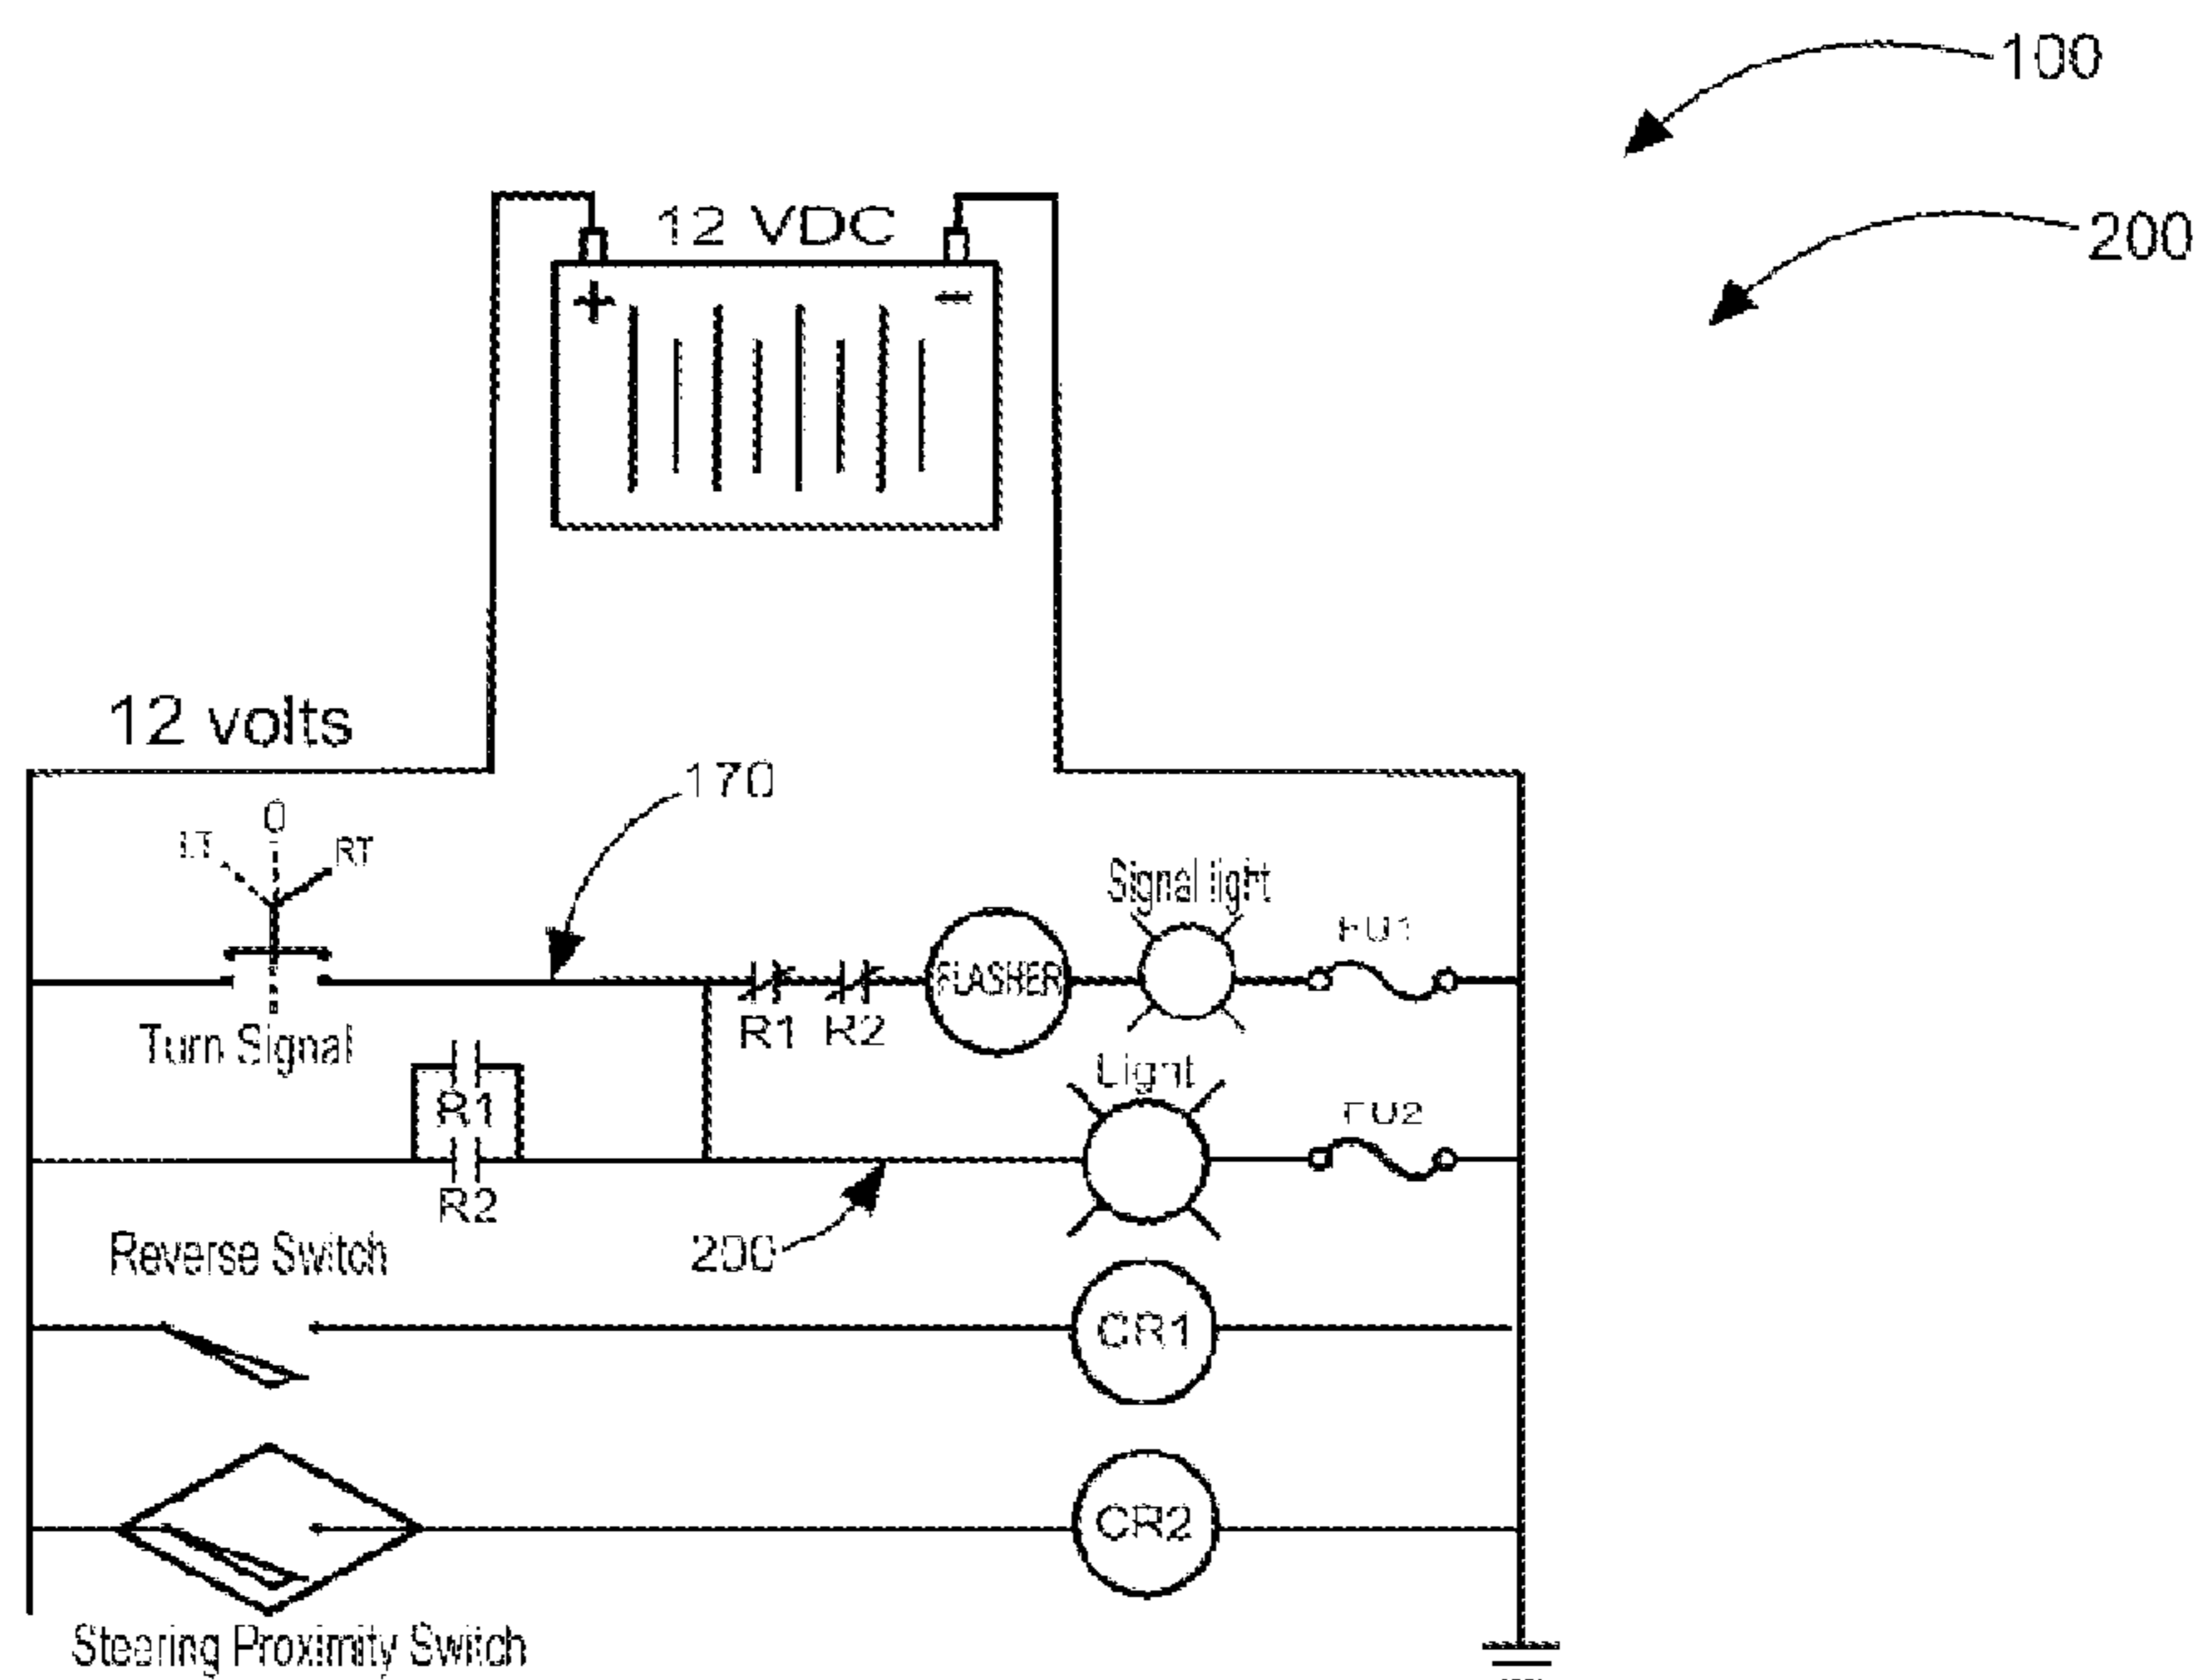 100
200
12 VDC
+
−
12 volts
170
0
LT
RT
Signal light
FU1
FLASHER
R1
R2
Turn Signal
Light
R1
FU2
R2
200
Reverse Switch
CR1
CR2
Steering Proximity Switch